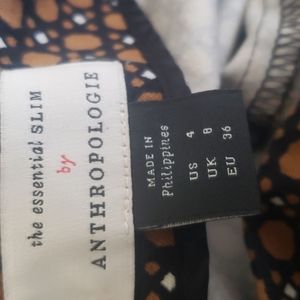 the essential SLIM
by
ANTHROPOLOGIE
MADE IN
Philippines
US 4
UK 8
EU 36